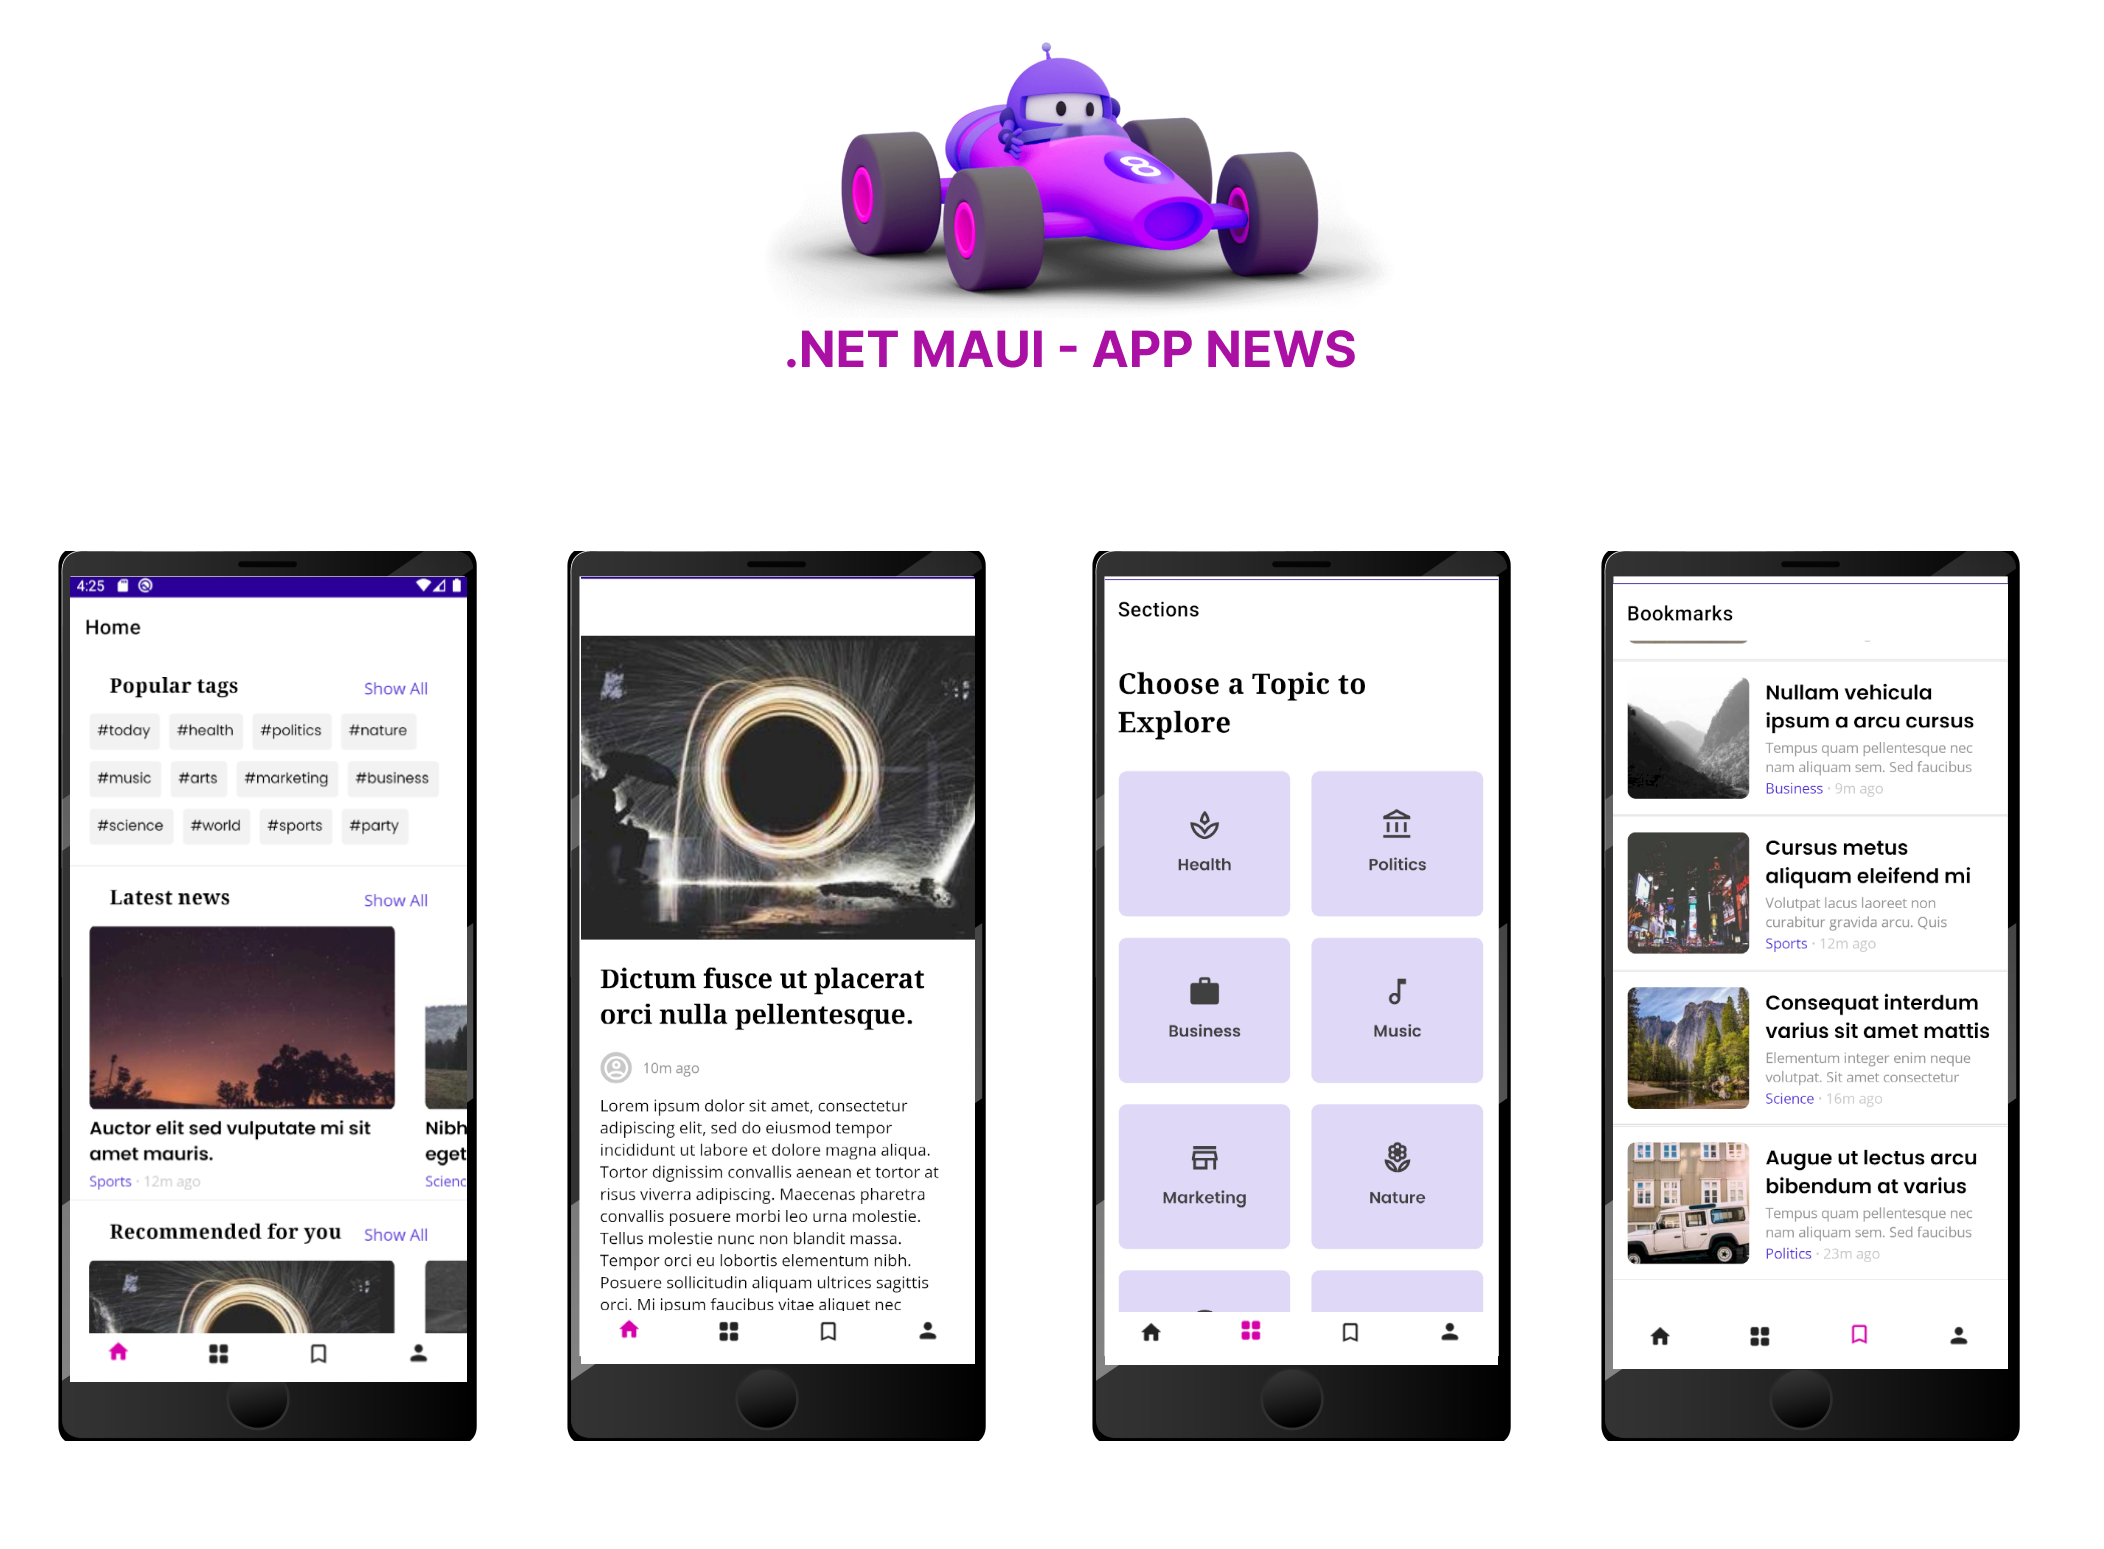 8
.NET MAUI - APP NEWS
4:25
Home
Popular tags
Show All
#today #health #politics #nature
#music #arts #marketing #business
#science #world #sports #party
Latest news
Show All
Auctor elit sed vulputate mi sit
amet mauris.
Sports · 12m ago
Nibh
eget
Scienc
Recommended for you
Show All
Dictum fusce ut placerat
orci nulla pellentesque.
10m ago
Lorem ipsum dolor sit amet, consectetur
adipiscing elit, sed do eiusmod tempor
incididunt ut labore et dolore magna aliqua.
Tortor dignissim convallis aenean et tortor at
risus viverra adipiscing. Maecenas pharetra
convallis posuere morbi leo urna molestie.
Tellus molestie nunc non blandit massa.
Tempor orci eu lobortis elementum nibh.
Posuere sollicitudin aliquam ultrices sagittis
orci. Mi ipsum faucibus vitae aliquet nec
Sections
Choose a Topic to
Explore
Health
Politics
Business
Music
Marketing
Nature
Bookmarks
Nullam vehicula
ipsum a arcu cursus
Tempus quam pellentesque nec
nam aliquam sem. Sed faucibus
Business · 9m ago
Cursus metus
aliquam eleifend mi
Volutpat lacus laoreet non
curabitur gravida arcu. Quis
Sports · 12m ago
Consequat interdum
varius sit amet mattis
Elementum integer enim neque
volutpat. Sit amet consectetur
Science · 16m ago
Augue ut lectus arcu
bibendum at varius
Tempus quam pellentesque nec
nam aliquam sem. Sed faucibus
Politics · 23m ago